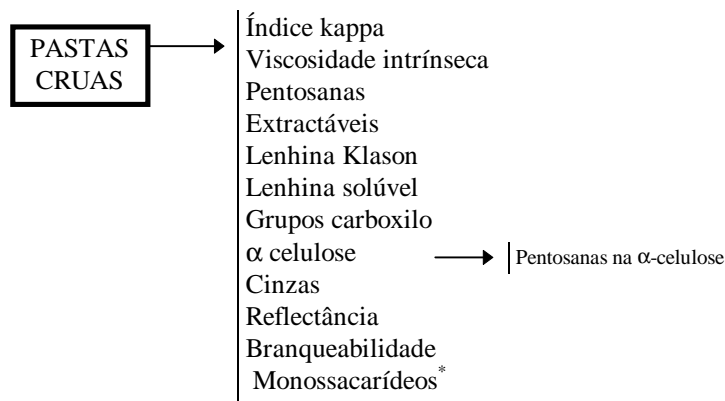 PASTAS
CRUAS
Índice kappa
Viscosidade intrínseca
Pentosanas
Extractáveis
Lenhina Klason
Lenhina solúvel
Grupos carboxilo
α celulose
Pentosanas na α-celulose
Cinzas
Reflectância
Branqueabilidade
Monossacarídeos*